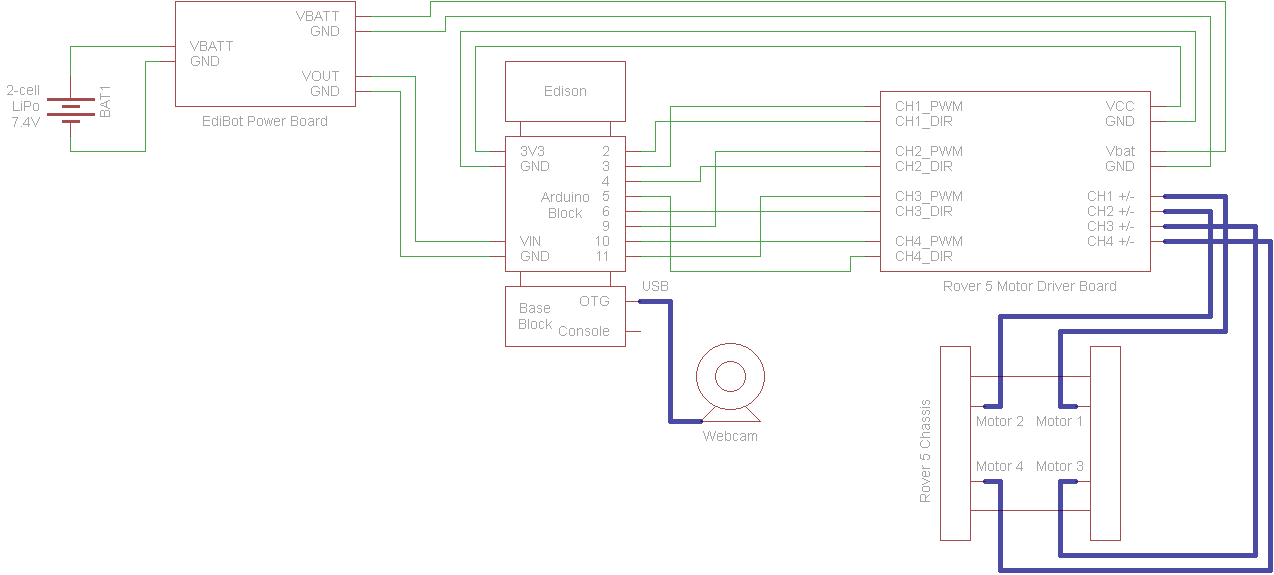 VBATT
GND
VBATT
GND
VOUT
GND
EdiBot Power Board
2-cell
LiPo
7.4V
BAT1
Edison
3V3
GND
Arduino
Block
VIN
GND
2
3
4
5
6
9
10
11
Base
Block
OTG
Console
USB
Webcam
CH1_PWM
CH1_DIR
CH2_PWM
CH2_DIR
CH3_PWM
CH3_DIR
CH4_PWM
CH4_DIR
VCC
GND
Vbat
GND
CH1 +/-
CH2 +/-
CH3 +/-
CH4 +/-
Rover 5 Motor Driver Board
Rover 5 Chassis
Motor 2
Motor 1
Motor 4
Motor 3